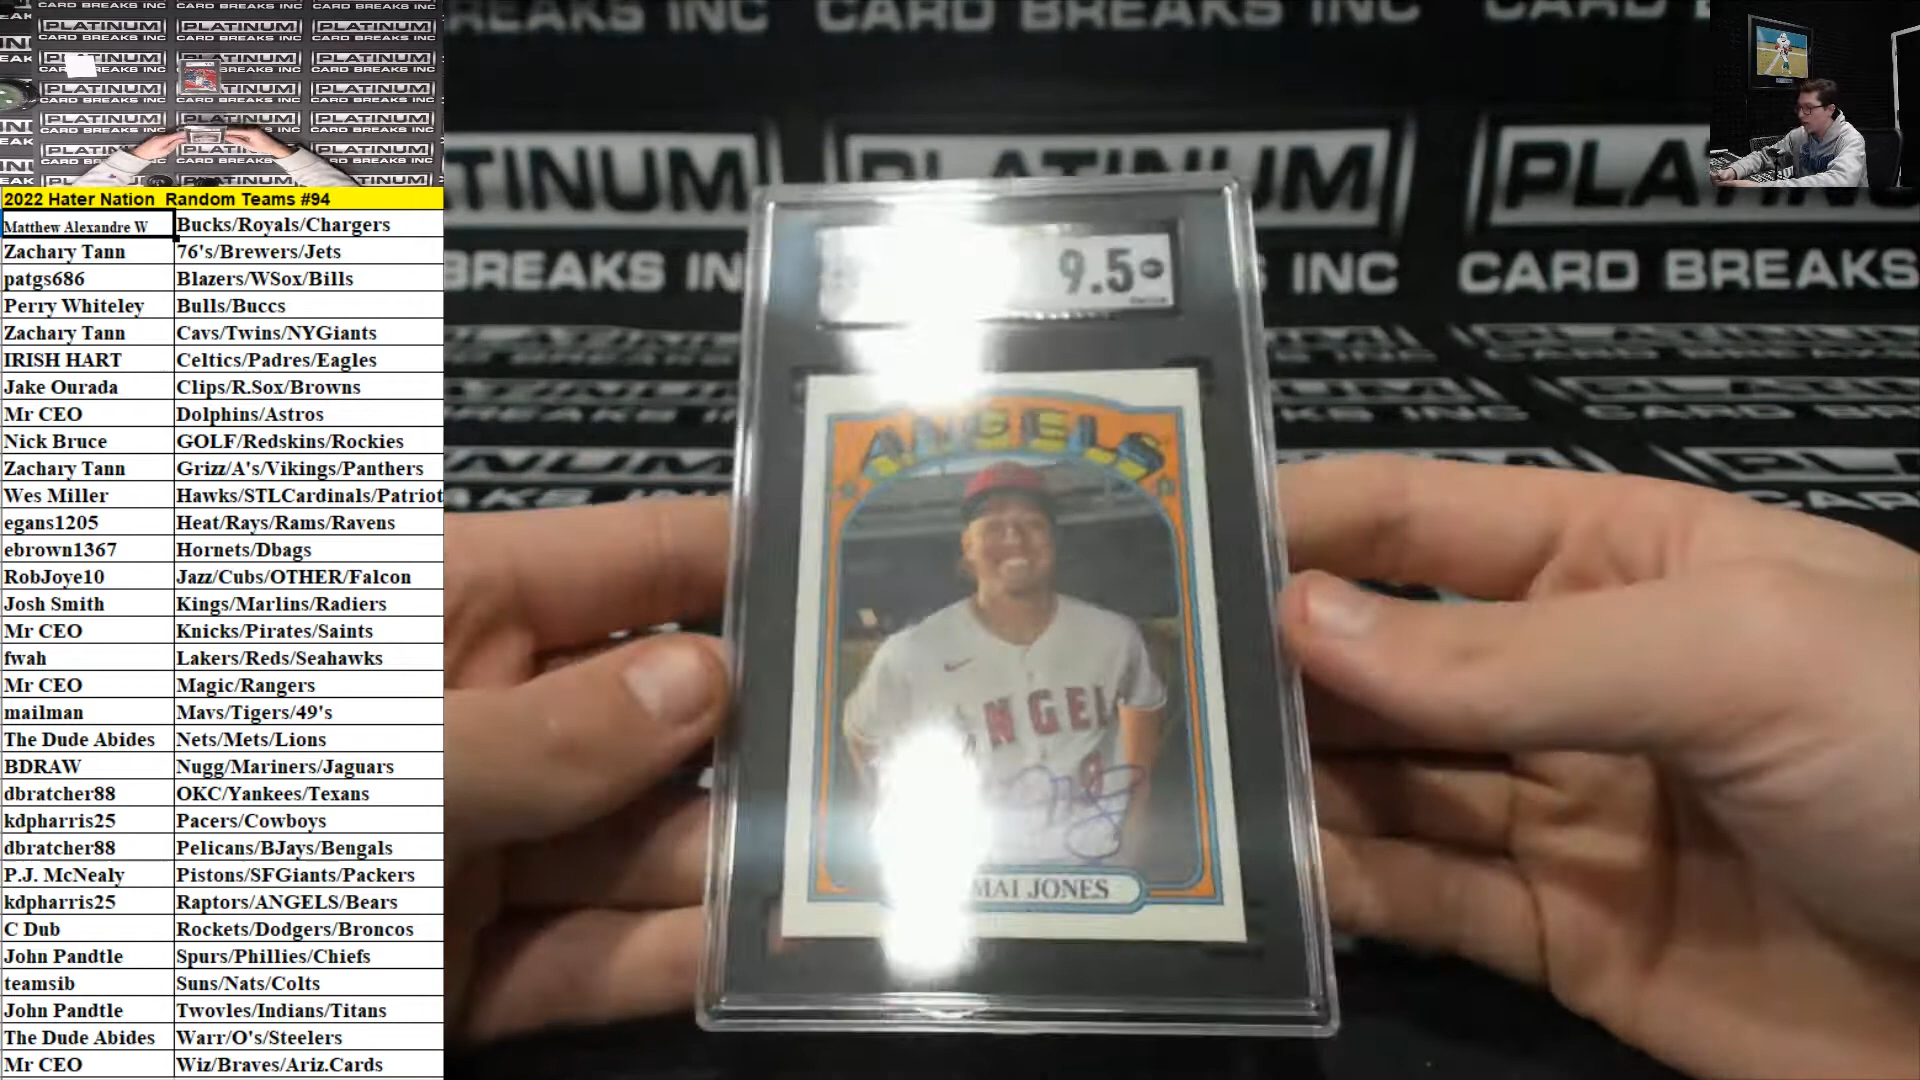 2022 Hater Nation Random Teams #94
Matthew Alexandre W Bucks/Royals/Chargers
Zachary Tann 76's/Brewers/Jets
patgs686 Blazers/WSox/Bills
Perry Whiteley Bulls/Buccs
Zachary Tann Cavs/Twins/NYGiants
IRISH HART Celtics/Padres/Eagles
Jake Ourada Clips/R.Sox/Browns
Mr CEO Dolphins/Astros
Nick Bruce GOLF/Redskins/Rockies
Zachary Tann Grizz/A's/Vikings/Panthers
Wes Miller Hawks/STLCardinals/Patriot
egans1205 Heat/Rays/Rams/Ravens
ebrown1367 Hornets/Dbags
RobJoye10 Jazz/Cubs/OTHER/Falcon
Josh Smith Kings/Marlins/Radiers
Mr CEO Knicks/Pirates/Saints
fwah Lakers/Reds/Seahawks
Mr CEO Magic/Rangers
mailman Mavs/Tigers/49's
The Dude Abides Nets/Mets/Lions
BDRAW Nugg/Mariners/Jaguars
dbratcher88 OKC/Yankees/Texans
kdpharris25 Pacers/Cowboys
dbratcher88 Pelicans/BJays/Bengals
P.J. McNealy Pistons/SFGiants/Packers
kdpharris25 Raptors/ANGELS/Bears
C Dub Rockets/Dodgers/Broncos
John Pandtle Spurs/Phillies/Chiefs
teamsib Suns/Nats/Colts
John Pandtle Twovles/Indians/Titans
The Dude Abides Warr/O's/Steelers
Mr CEO Wiz/Braves/Ariz.Cards
CARD BREAKS INC
PLATINUM
CARD BREAKS
9.5
ANGELS
NGEL
MAI JONES